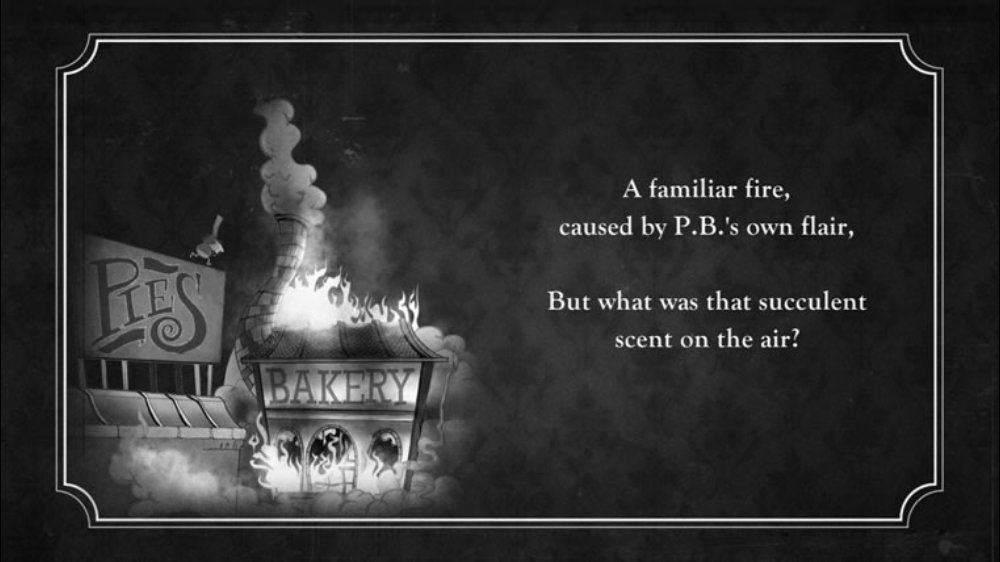 PIES
BAKERY
A familiar fire,
caused by P.B.'s own flair,
But what was that succulent
scent on the air?